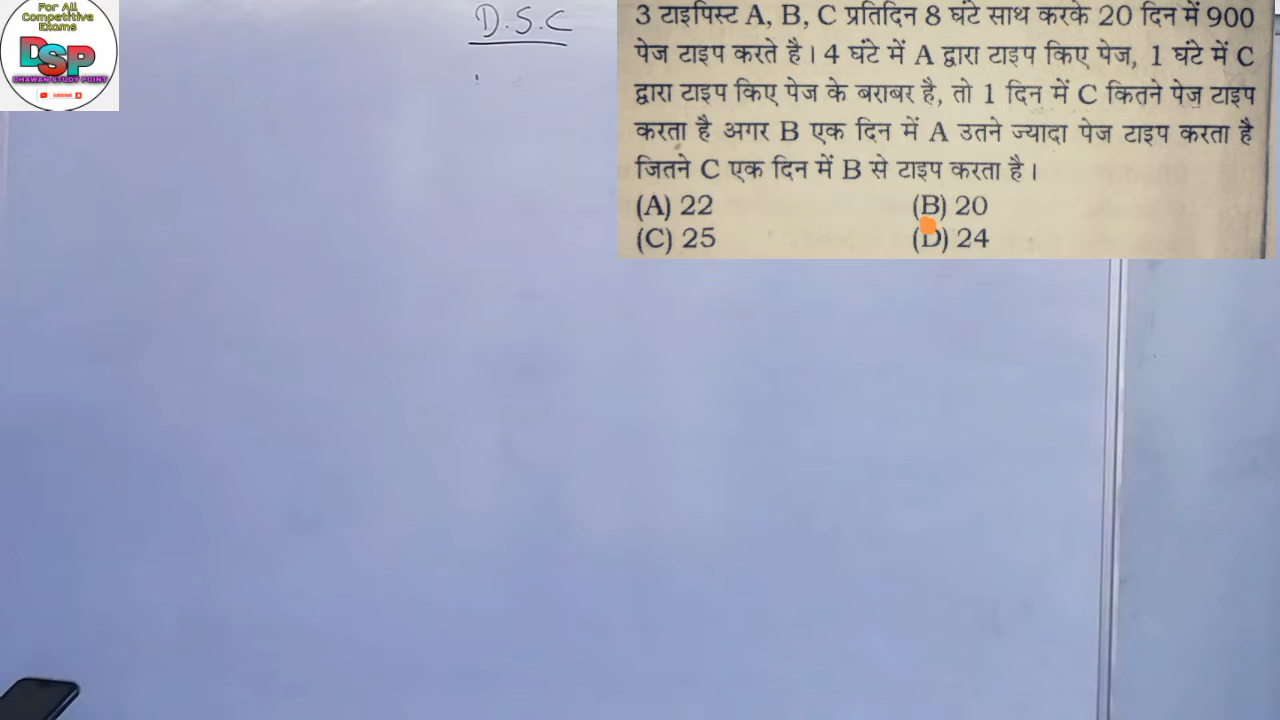 For All
Competitive
Exams
DSP
DHAWAN STUDY POINT
SUBSCRIBE
D.S.C
3 टाइपिस्ट A, B, C प्रतिदिन 8 घंटे साथ करके 20 दिन में 900
पेज टाइप करते है। 4 घंटे में A द्वारा टाइप किए पेज, 1 घंटे में C
द्वारा टाइप किए पेज के बराबर है, तो 1 दिन में C कितने पेज टाइप
करता है अगर B एक दिन में A उतने ज्यादा पेज टाइप करता है
जितने C एक दिन में B से टाइप करता है।
(A) 22 (B) 20
(C) 25 (D) 24